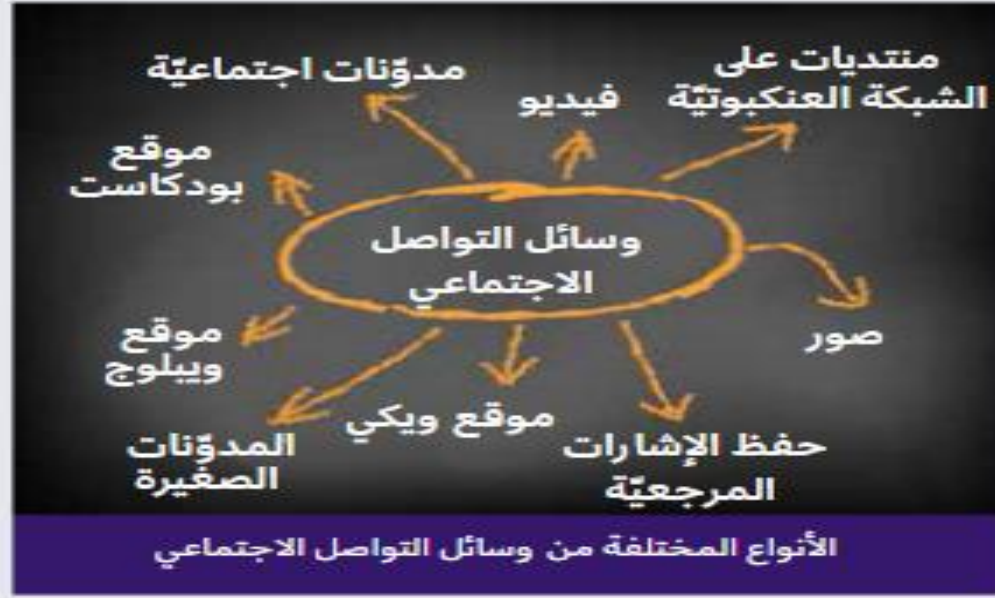 منتديات على
الشبكة العنكبوتيّة
فيديو
مدوّنات اجتماعيّة
موقع
بودكاست
وسائل التواصل
الاجتماعي
صور
موقع
ويبلوج
موقع ويكي
حفظ الإشارات
المرجعيّة
المدوّنات
الصغيرة
الأنواع المختلفة من وسائل التواصل الاجتماعي